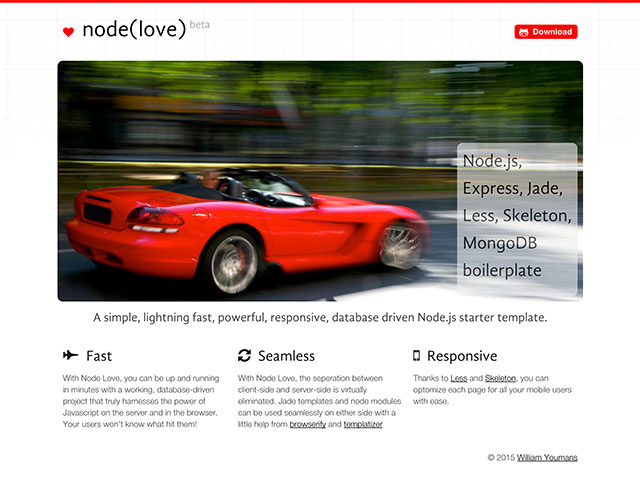 node(love) beta
Download
Node.js,
Express, Jade,
Less, Skeleton,
MongoDB
boilerplate
A simple, lightning fast, powerful, responsive, database driven Node.js starter template.
Fast
With Node Love, you can be up and running
in minutes with a working, database-driven
project that truly harnesses the power of
Javascript on the server and in the browser.
Your users won't know what hit them!
Seamless
With Node Love, the seperation between
client-side and server-side is virtually
eliminated. Jade templates and node modules
can be used seamlessly on either side with a
little help from browserify and templatizer
Responsive
Thanks to Less and Skeleton, you can
optomize each page for all your mobile users
with ease.
© 2015 William Youmans